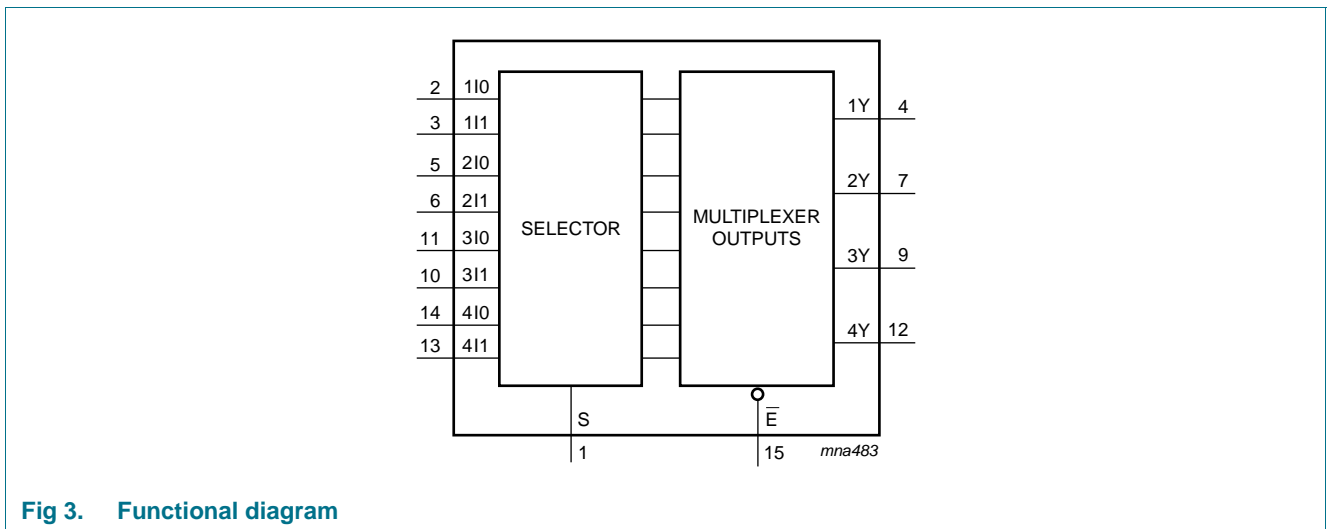 2 1I0
3 1I1
5 2I0
6 2I1
11 3I0
10 3I1
14 4I0
13 4I1
SELECTOR
MULTIPLEXER
OUTPUTS
1Y 4
2Y 7
3Y 9
4Y 12
S
1
E̅
15
mna483
Fig 3. Functional diagram